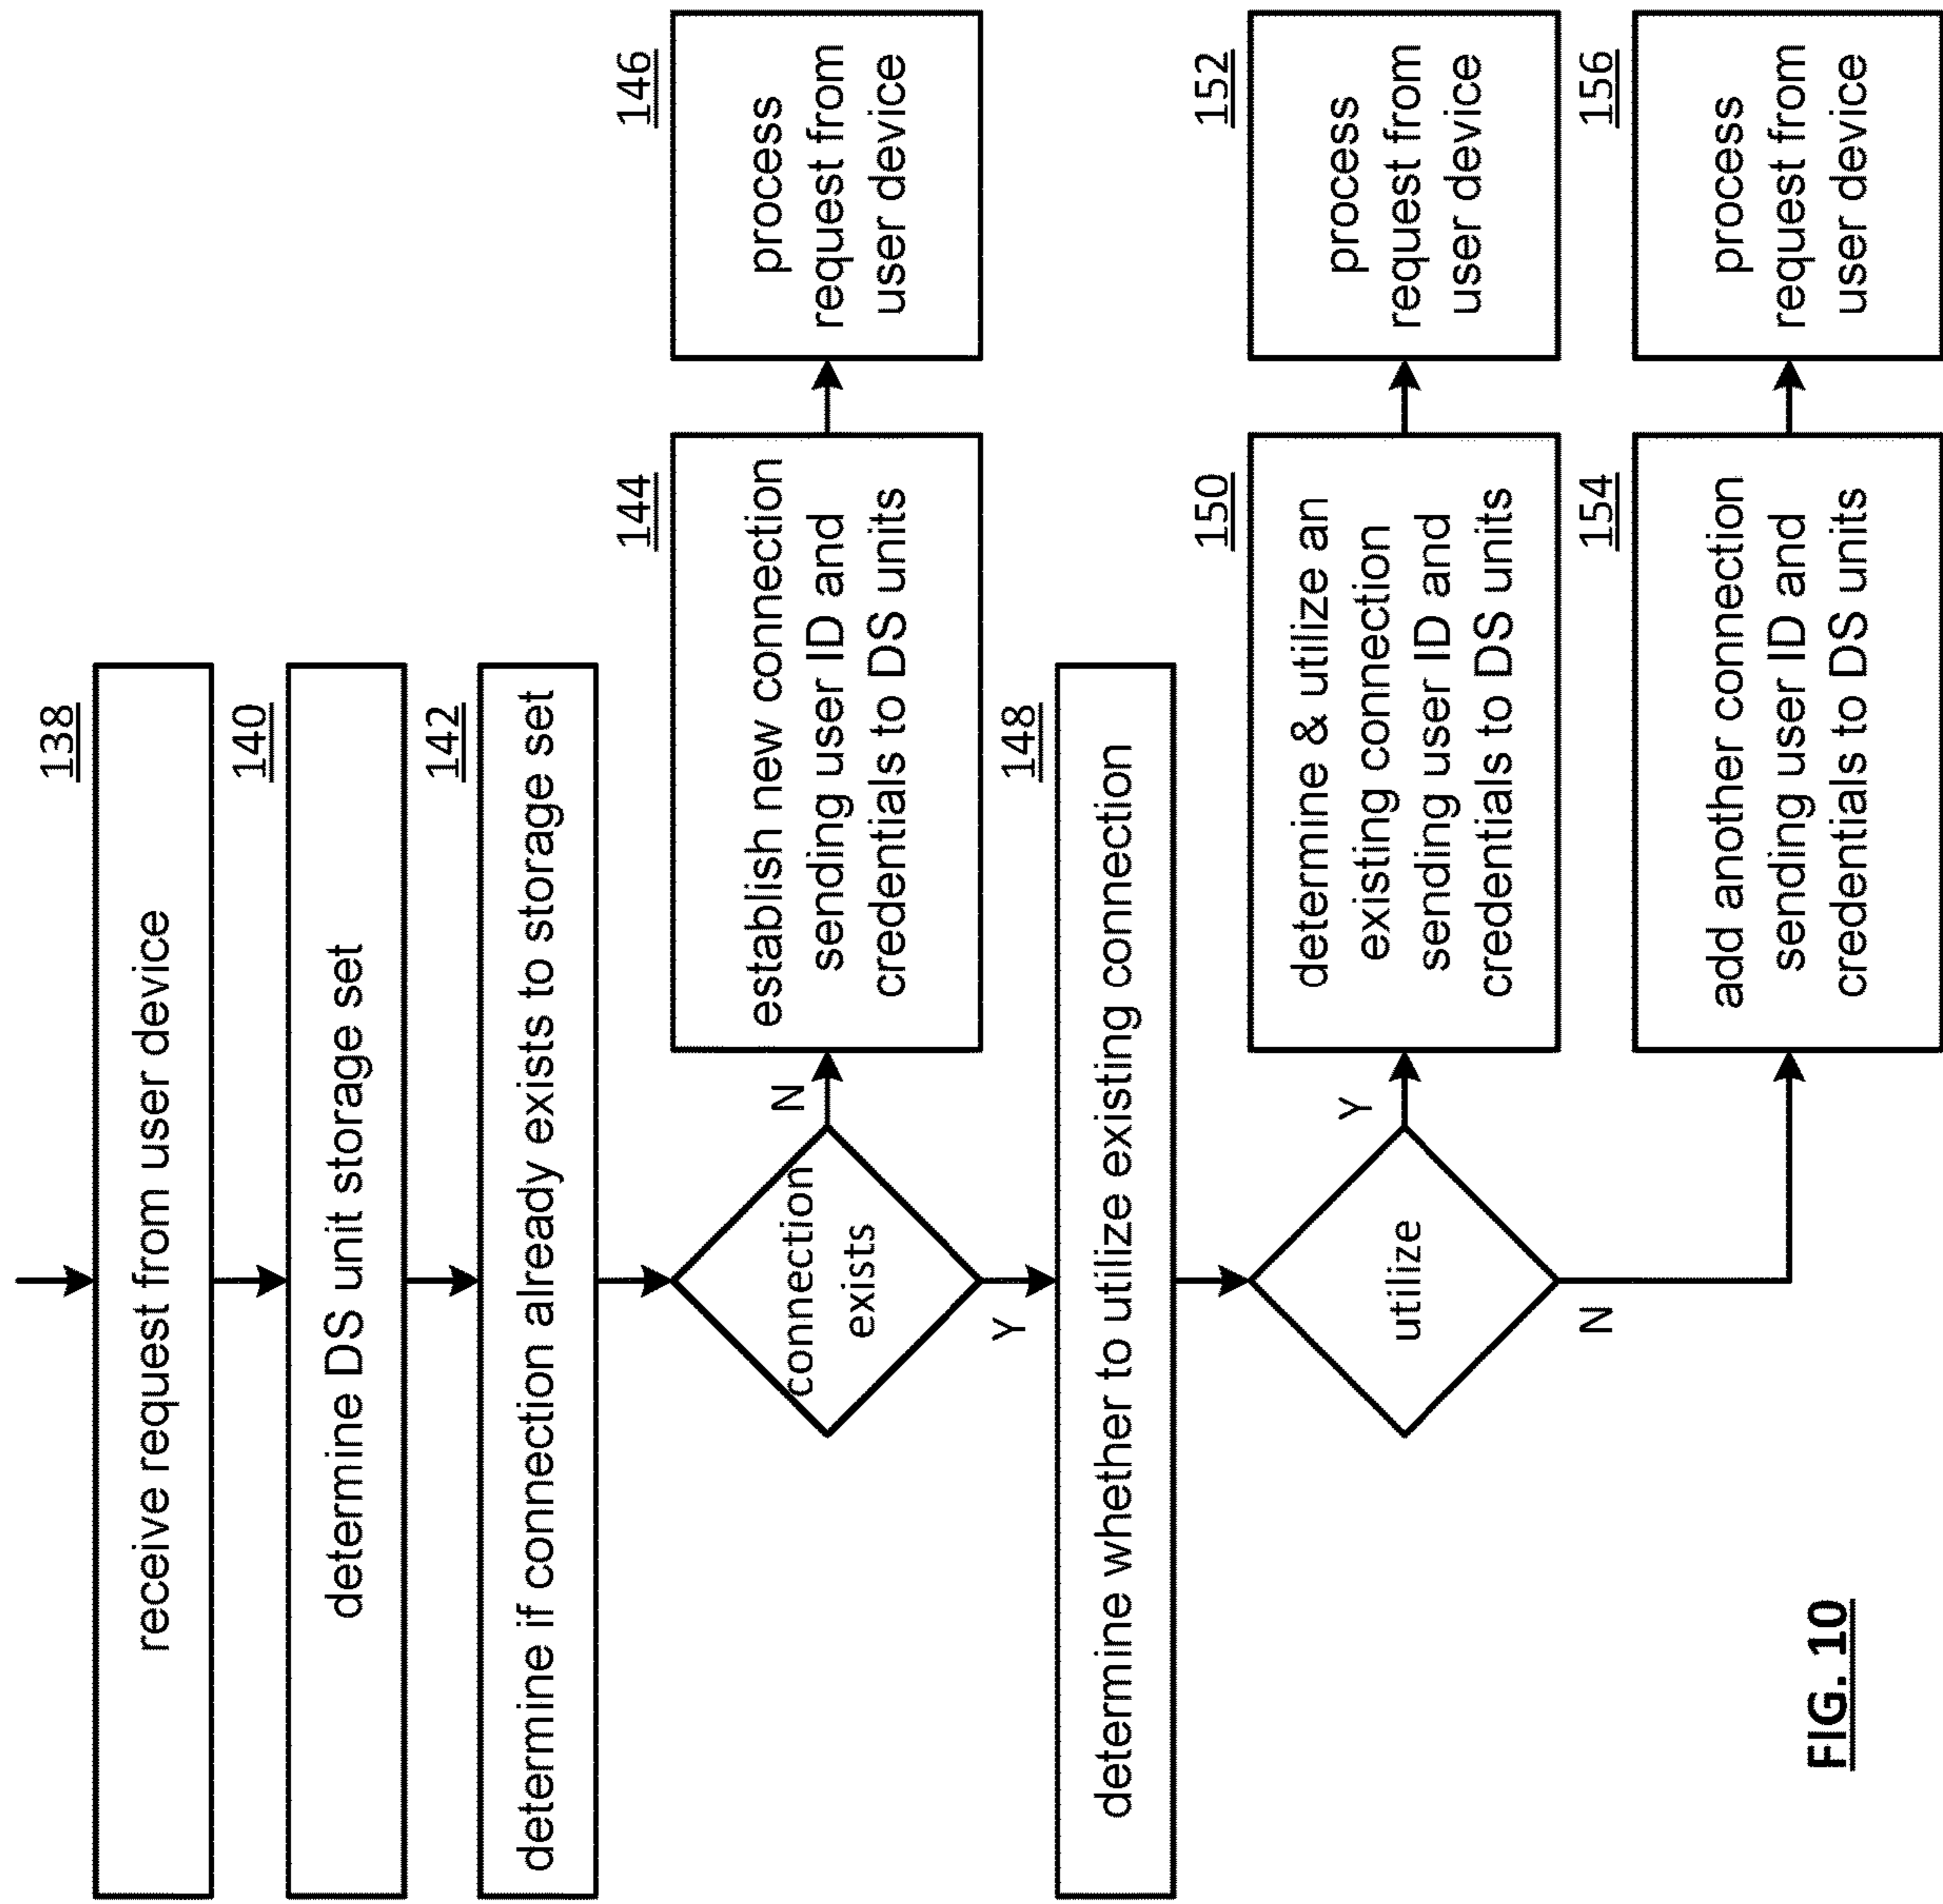 138
receive request from user device
140
determine DS unit storage set
142
determine if connection already exists to storage set
connection
exists
N
Y
144
establish new connection
sending user ID and
credentials to DS units
146
process
request from
user device
148
determine whether to utilize existing connection
utilize
Y
N
150
determine & utilize an
existing connection
sending user ID and
credentials to DS units
152
process
request from
user device
154
add another connection
sending user ID and
credentials to DS units
156
process
request from
user device
FIG. 10